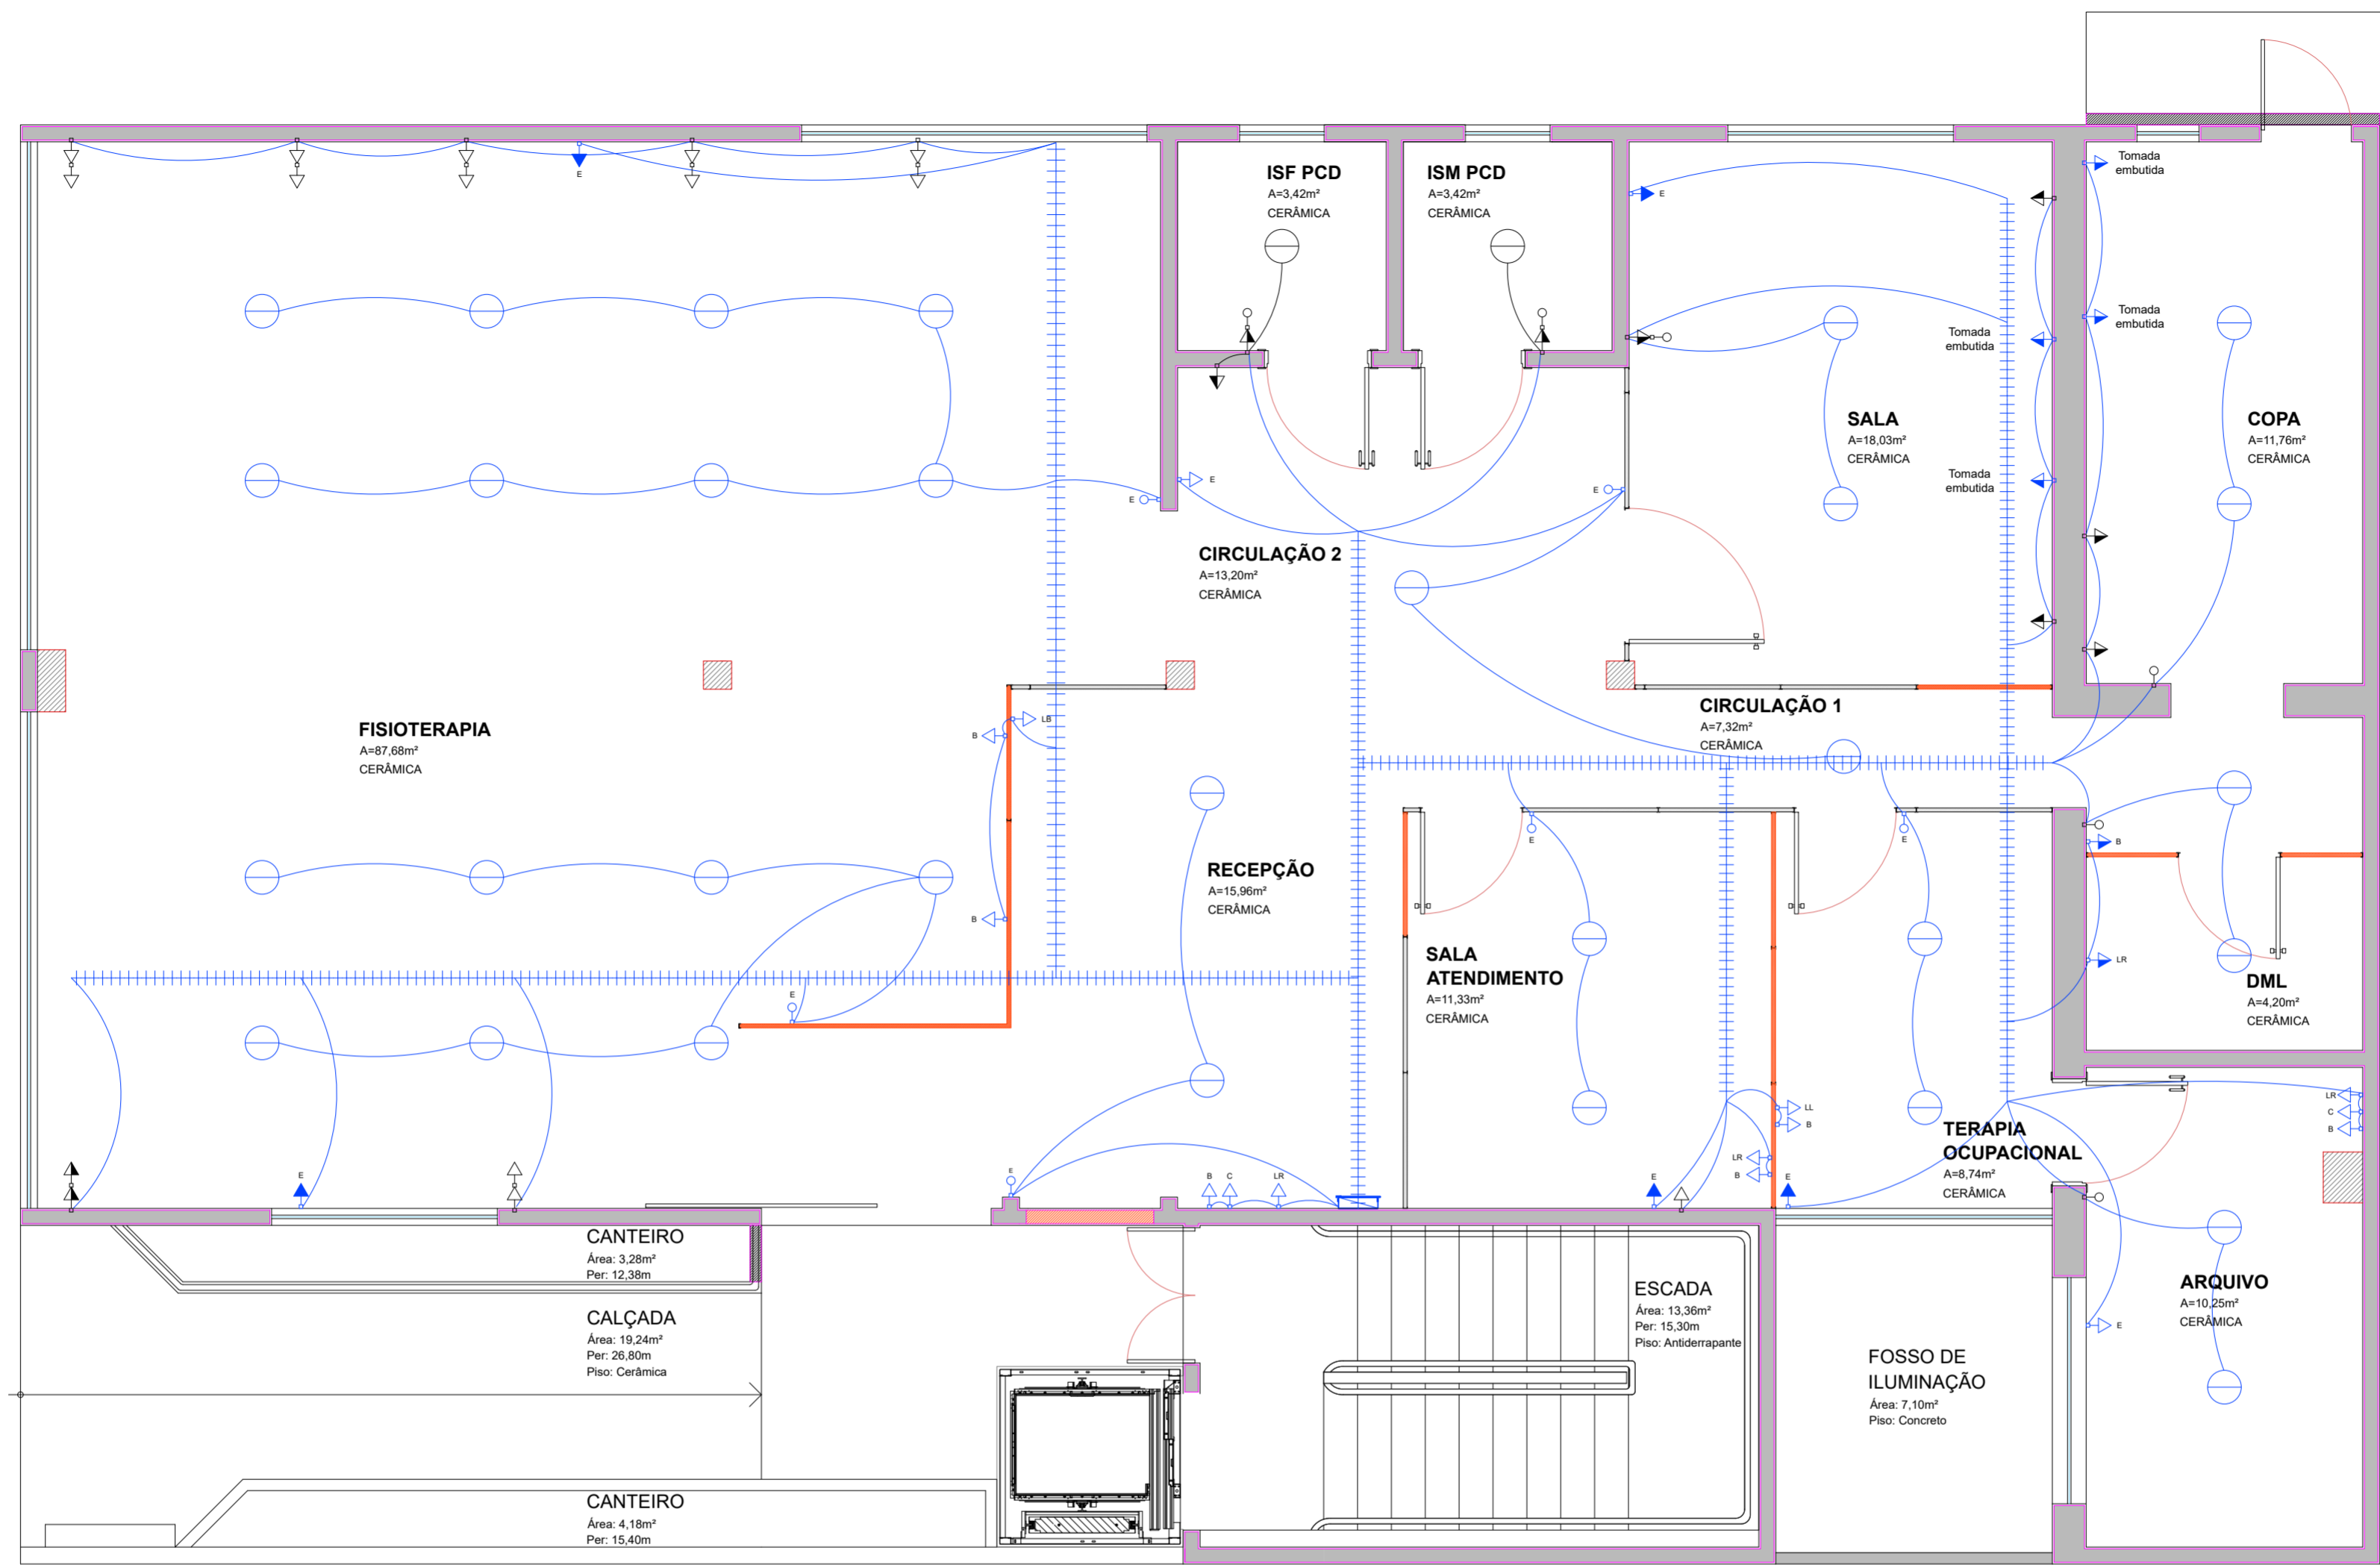 Tomada
embutida
E
ISF PCD
A=3,42m²
CERÂMICA
ISM PCD
A=3,42m²
CERÂMICA
E
Tomada
embutida
Tomada
embutida
SALA
A=18,03m²
CERÂMICA
COPA
A=11,76m²
CERÂMICA
Tomada
embutida
E
E
E
CIRCULAÇÃO 2
A=13,20m²
CERÂMICA
CIRCULAÇÃO 1
A=7,32m²
CERÂMICA
FISIOTERAPIA
A=87,68m²
CERÂMICA
LB
B
E
E
B
RECEPÇÃO
A=15,96m²
CERÂMICA
B
SALA
ATENDIMENTO
A=11,33m²
CERÂMICA
LR
DML
A=4,20m²
CERÂMICA
E
LL
B
LR
C
B
TERAPIA
OCUPACIONAL
A=8,74m²
CERÂMICA
LR
B
E
E
B
C
LR
E
E
CANTEIRO
Área: 3,28m²
Per: 12,38m
CALÇADA
Área: 19,24m²
Per: 26,80m
Piso: Cerâmica
ESCADA
Área: 13,36m²
Per: 15,30m
Piso: Antiderrapante
ARQUIVO
A=10,25m²
CERÂMICA
E
FOSSO DE
ILUMINAÇÃO
Área: 7,10m²
Piso: Concreto
CANTEIRO
Área: 4,18m²
Per: 15,40m